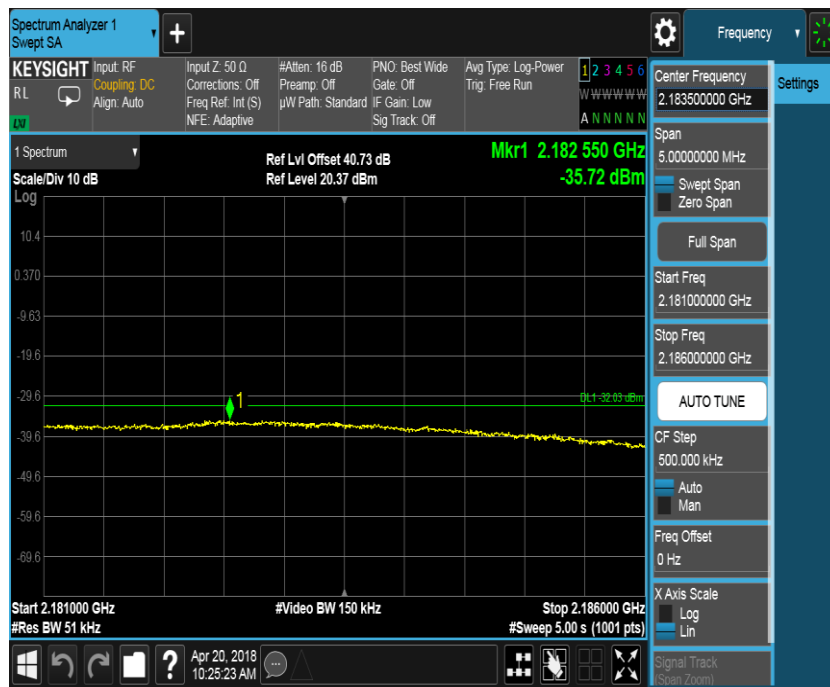 Spectrum Analyzer 1
Swept SA
Frequency
KEYSIGHT
RL
LXI
Input: RF
Coupling: DC
Align: Auto
Input Z: 50 Ω
Corrections: Off
Freq Ref: Int (S)
NFE: Adaptive
#Atten: 16 dB
Preamp: Off
µW Path: Standard
PNO: Best Wide
Gate: Off
IF Gain: Low
Sig Track: Off
Avg Type: Log-Power
Trig: Free Run
1 2 3 4 5 6
W W W W W W
A N N N N N
1 Spectrum
Scale/Div 10 dB
Ref Lvl Offset 40.73 dB
Ref Level 20.37 dBm
Mkr1 2.182 550 GHz
-35.72 dBm
Log
10.4
0.370
-9.63
-19.6
-29.6
-39.6
-49.6
-59.6
-69.6
1
DL1 -32.03 dBm
Start 2.181000 GHz
#Res BW 51 kHz
#Video BW 150 kHz
Stop 2.186000 GHz
#Sweep 5.00 s (1001 pts)
Center Frequency
2.183500000 GHz
Settings
Span
5.00000000 MHz
Swept Span
Zero Span
Full Span
Start Freq
2.181000000 GHz
Stop Freq
2.186000000 GHz
AUTO TUNE
CF Step
500.000 kHz
Auto
Man
Freq Offset
0 Hz
X Axis Scale
Log
Lin
Signal Track
(Span Zoom)
?
Apr 20, 2018
10:25:23 AM